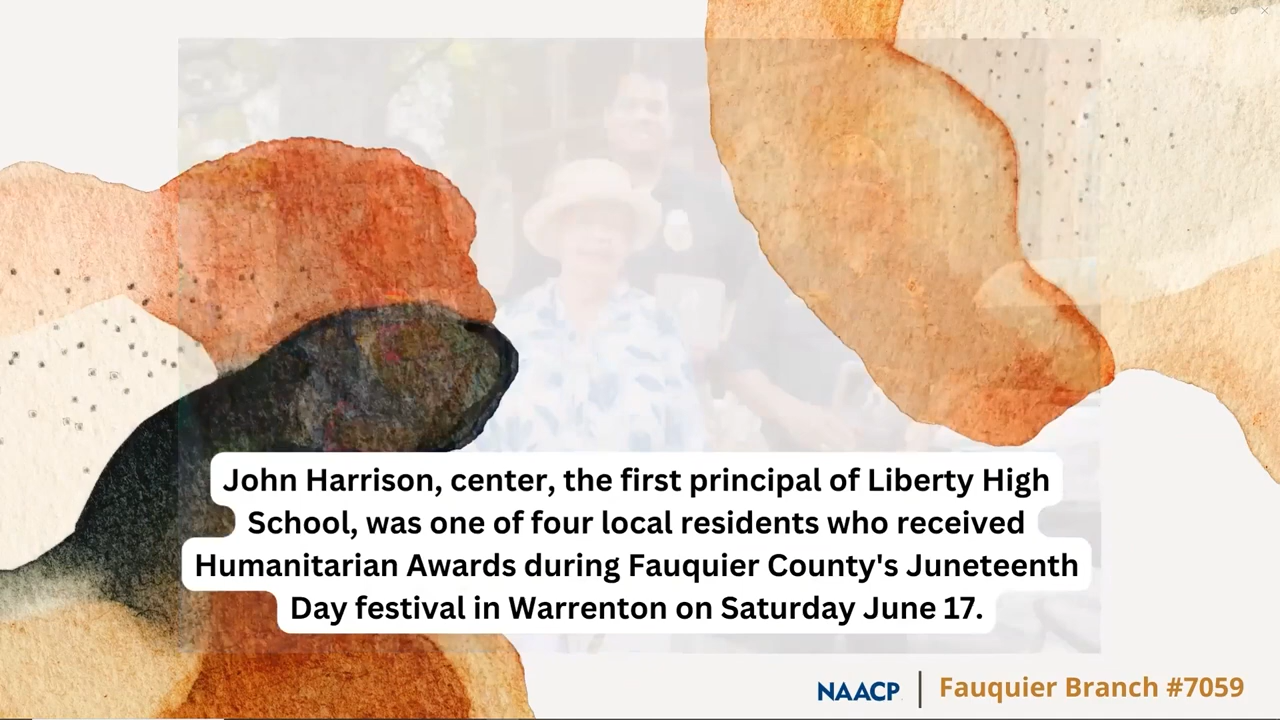 John Harrison, center, the first principal of Liberty High
School, was one of four local residents who received
Humanitarian Awards during Fauquier County's Juneteenth
Day festival in Warrenton on Saturday June 17.
NAACP | Fauquier Branch #7059